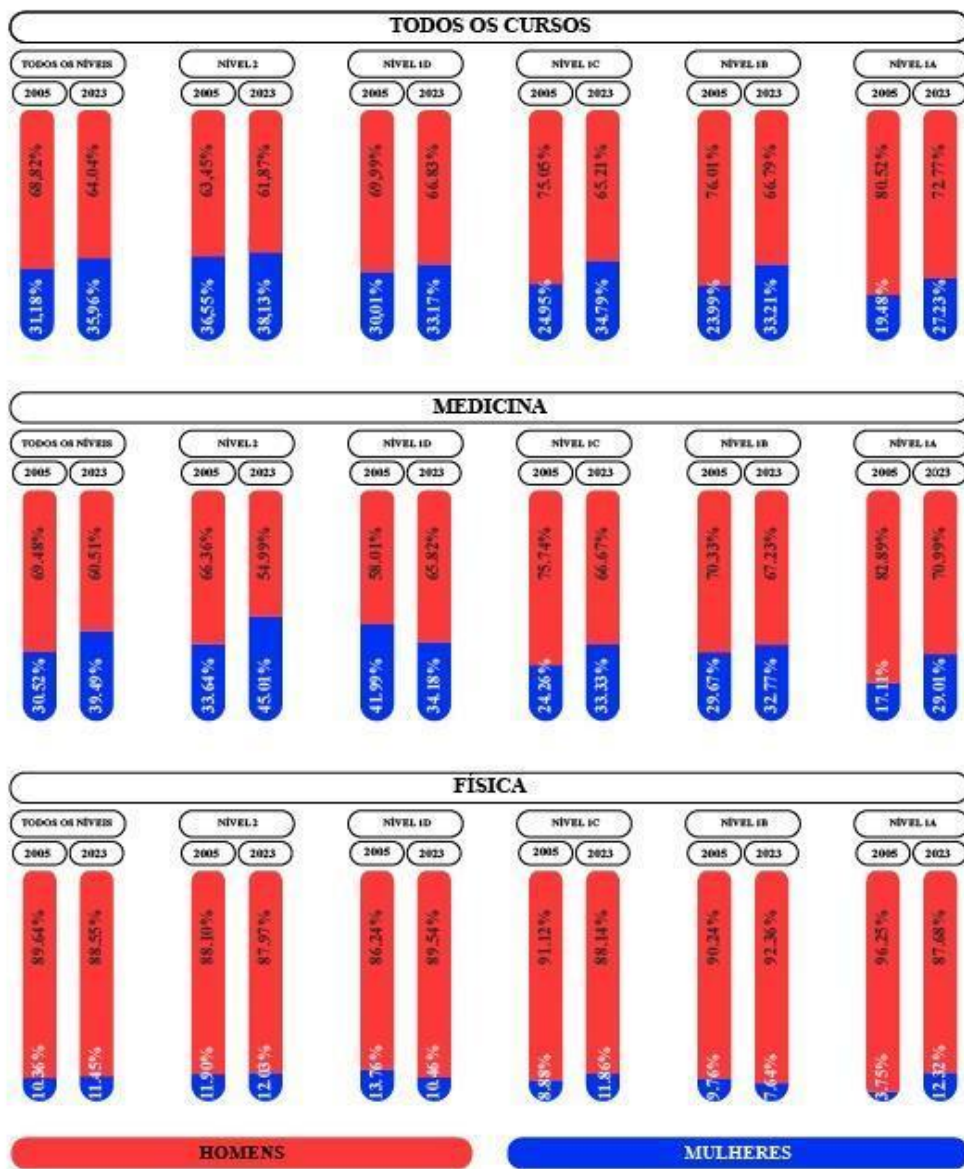 TODOS OS CURSOS
TODOS OS NÍVEIS NÍVEL 2 NÍVEL 1D NÍVEL 1C NÍVEL 1B NÍVEL 1A
2005 2023 2005 2023 2005 2023 2005 2023 2005 2023 2005 2023
68,82% 64.04% 63,45% 61,87% 69,99% 66.83% 75.05% 65.21% 76.01% 66.79% 80.52% 72.77%
31,18% 35,96% 36,55% 38,13% 30,01% 33.17% 24.95% 34.79% 23.99% 33.21% 19.48% 27.23%
MEDICINA
TODOS OS NÍVEIS NÍVEL 2 NÍVEL 1D NÍVEL 1C NÍVEL 1B NÍVEL 1A
2005 2023 2005 2023 2005 2023 2005 2023 2005 2023 2005 2023
69.48% 60.51% 66.36% 54.99% 58.01% 65.82% 75.74% 66.67% 70.33% 67.23% 82.89% 70.99%
30.52% 39.49% 33.64% 45.01% 41.99% 34.18% 24.26% 33.33% 29.67% 32.77% 17.11% 29.01%
FÍSICA
TODOS OS NÍVEIS NÍVEL 2 NÍVEL 1D NÍVEL 1C NÍVEL 1B NÍVEL 1A
2005 2023 2005 2023 2005 2023 2005 2023 2005 2023 2005 2023
89.64% 88.55% 88.10% 87.97% 86.24% 89.54% 91.12% 88.14% 90.24% 92.36% 96.25% 87.68%
10.36% 11.45% 11.90% 12.03% 13.76% 10.46% 8.88% 11.86% 9.76% 7.64% 3.75% 12.32%
HOMENS MULHERES